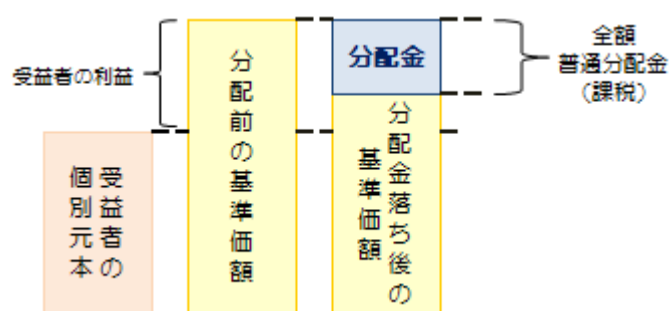 受益者の利益
受益者の
個別元本
分配前の基準価額
分配金
分配金落ち後の
基準価額
全額
普通分配金
(課税)